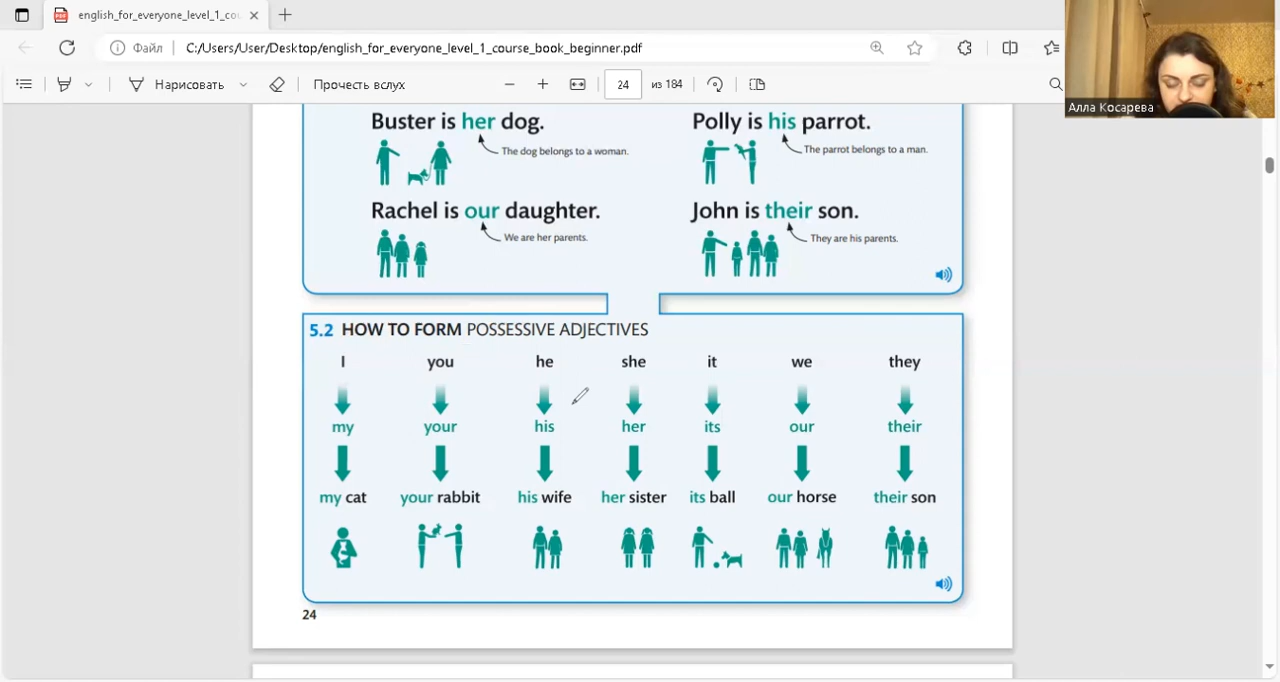 english_for_everyone_level_1_cou
Файл
C:/Users/User/Desktop/english_for_everyone_level_1_course_book_beginner.pdf
Нарисовать
Прочесть вслух
24
из 184
Алла Косарева
Buster is her dog.
The dog belongs to a woman.
Polly is his parrot.
The parrot belongs to a man.
Rachel is our daughter.
We are her parents.
John is their son.
They are his parents.
5.2 HOW TO FORM POSSESSIVE ADJECTIVES
I you he she it we they
my your his her its our their
my cat your rabbit his wife her sister its ball our horse their son
24